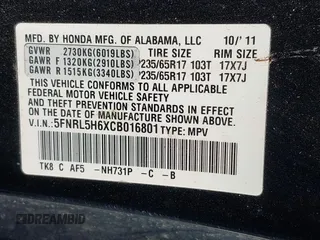 MFD. BY HONDA MFG. OF ALABAMA, LLC 10/'11
GVWR 2730KG(6019LBS) TIRE SIZE RIM SIZE
GAWR F 1320KG(2910LBS) P235/65R17 103T 17X7J
GAWR R 1515KG(3340LBS) P235/65R17 103T 17X7J
THIS VEHICLE CONFORMS TO ALL APPLICABLE
FEDERAL MOTOR VEHICLE SAFETY AND THEFT
PREVENTION STANDARDS IN EFFECT ON THE DATE
OF MANUFACTURE SHOWN ABOVE.
V.I.N:5FNRL5H6XCB016801 TYPE: MPV
TK8 C AF5 -NH731P -C -B
DREAMBID